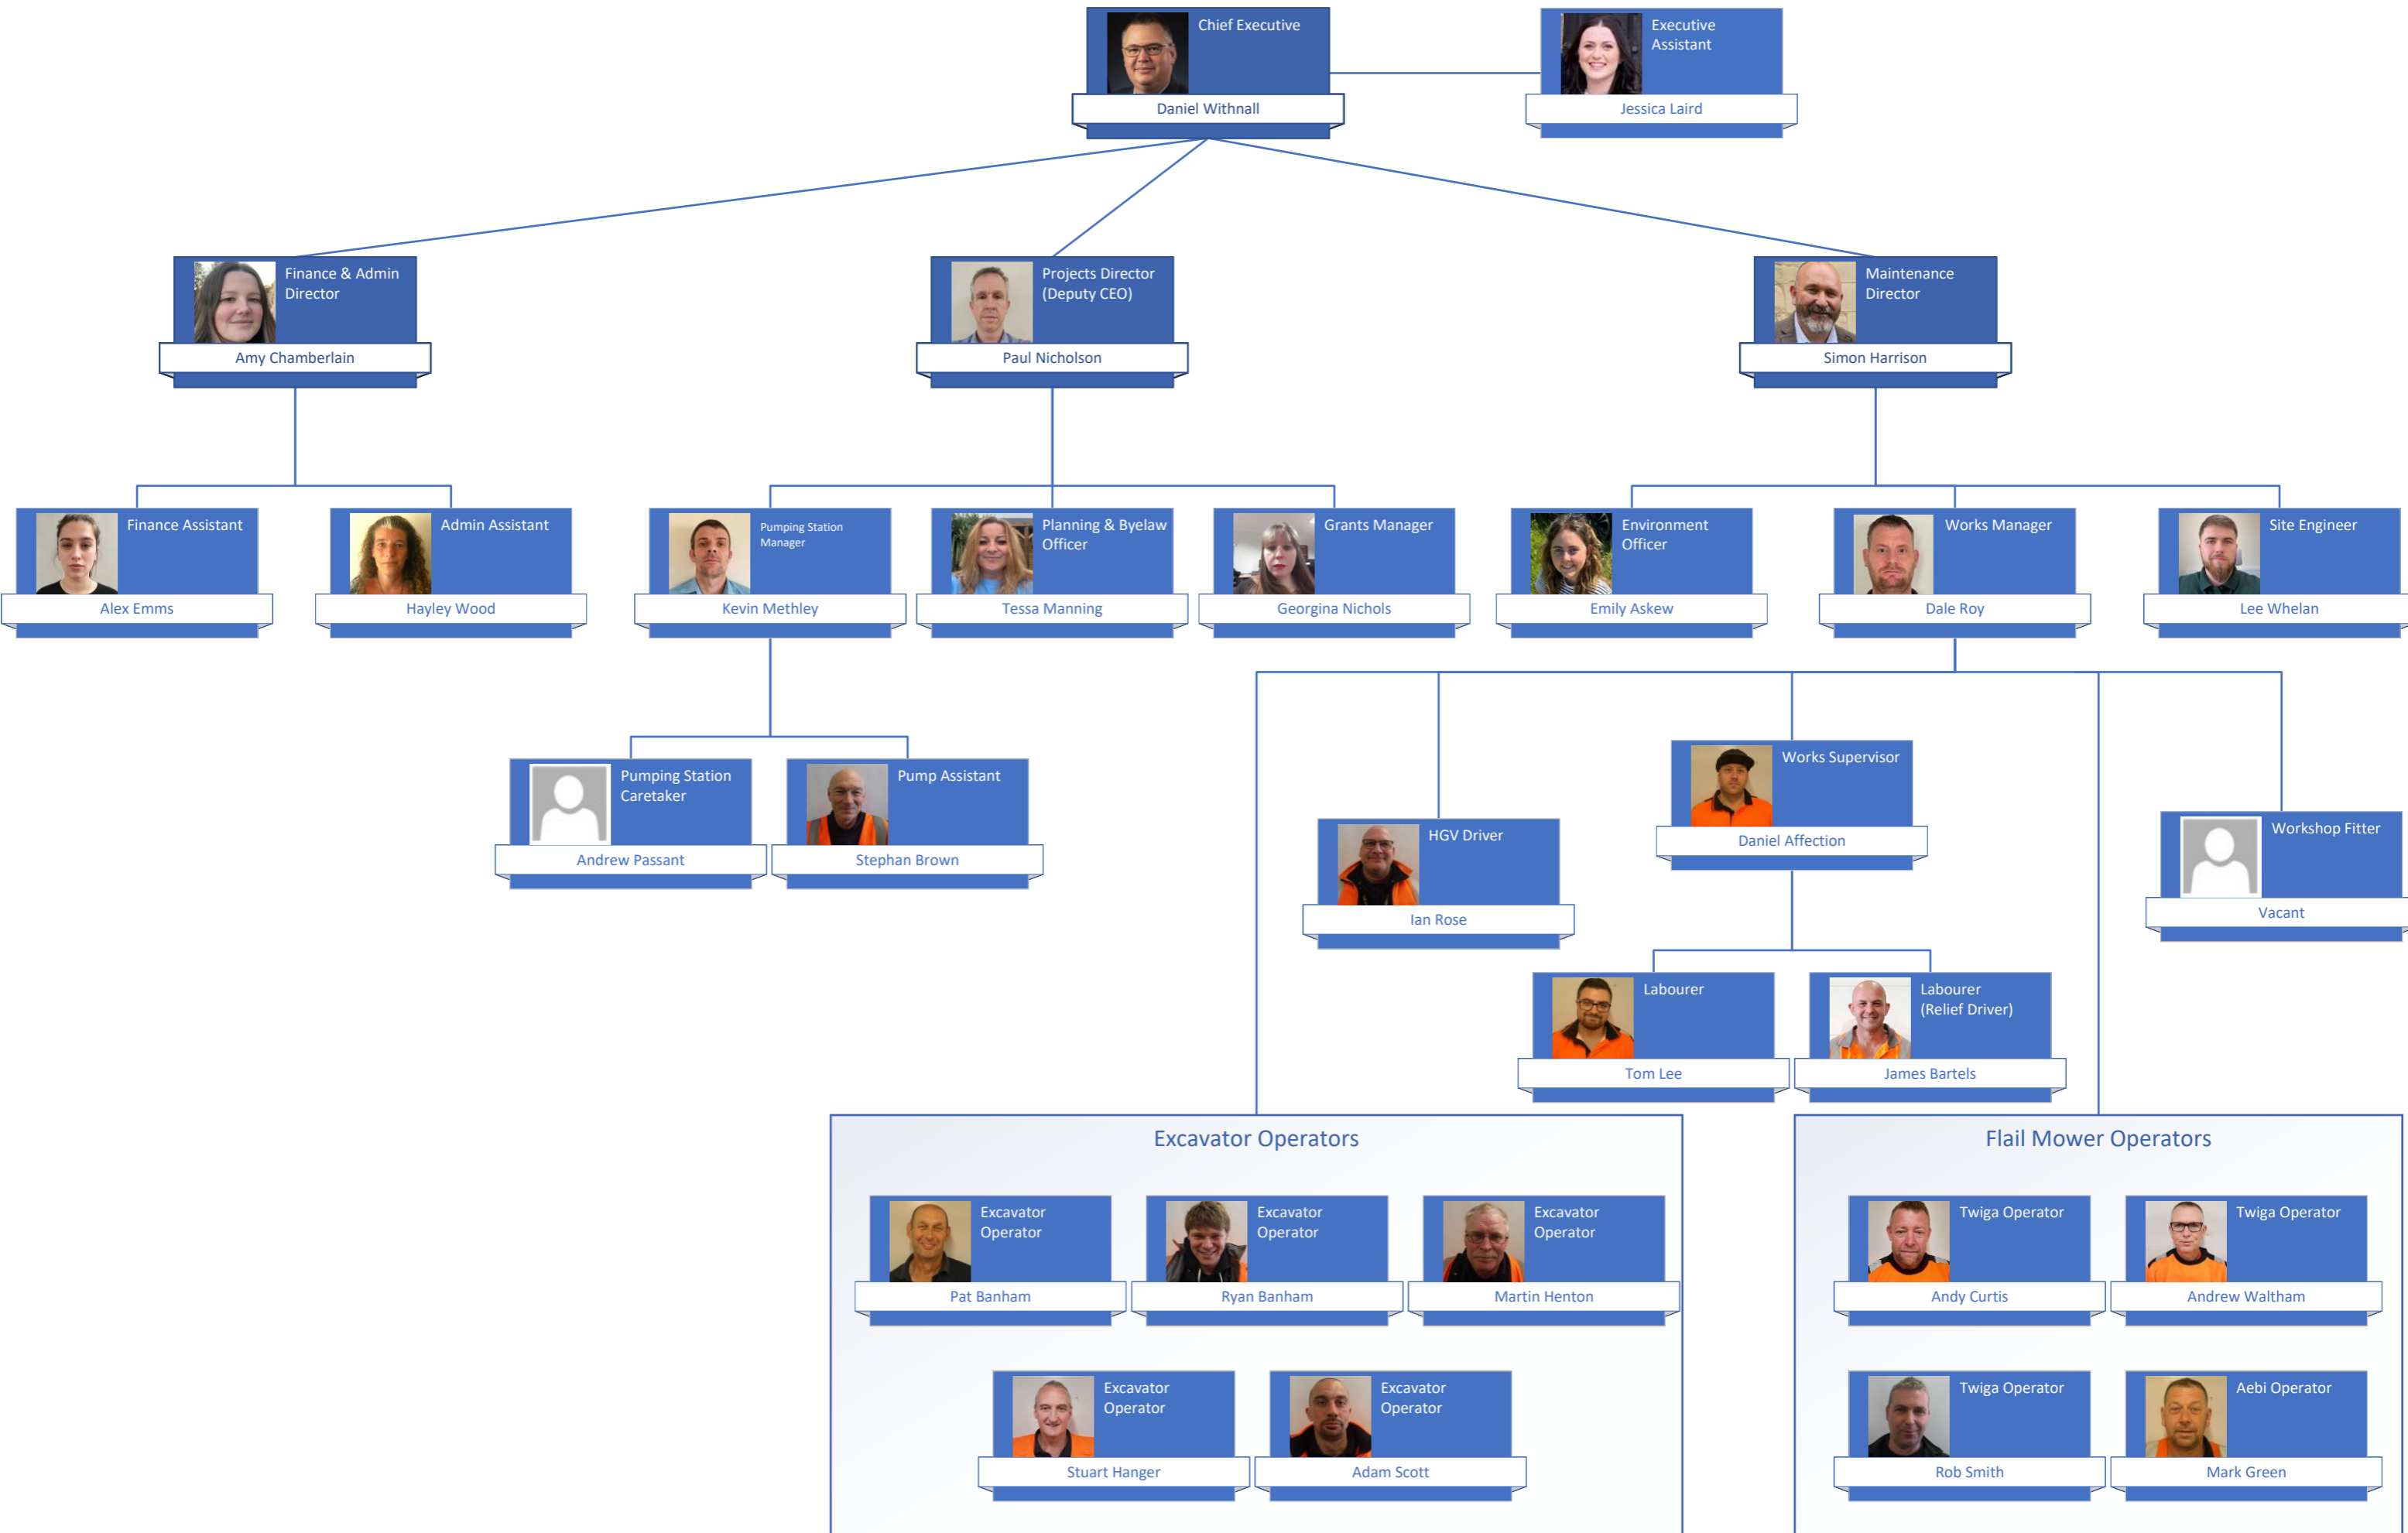 Chief Executive
Daniel Withnall
Executive
Assistant
Jessica Laird
Finance & Admin
Director
Amy Chamberlain
Projects Director
(Deputy CEO)
Paul Nicholson
Maintenance
Director
Simon Harrison
Finance Assistant
Alex Emms
Admin Assistant
Hayley Wood
Pumping Station
Manager
Kevin Methley
Planning & Byelaw
Officer
Tessa Manning
Grants Manager
Georgina Nichols
Environment
Officer
Emily Askew
Works Manager
Dale Roy
Site Engineer
Lee Whelan
Pumping Station
Caretaker
Andrew Passant
Pump Assistant
Stephan Brown
HGV Driver
Ian Rose
Works Supervisor
Daniel Affection
Workshop Fitter
Vacant
Labourer
Tom Lee
Labourer
(Relief Driver)
James Bartels
Excavator Operators
Excavator
Operator
Pat Banham
Excavator
Operator
Ryan Banham
Excavator
Operator
Martin Henton
Excavator
Operator
Stuart Hanger
Excavator
Operator
Adam Scott
Flail Mower Operators
Twiga Operator
Andy Curtis
Twiga Operator
Andrew Waltham
Twiga Operator
Rob Smith
Aebi Operator
Mark Green